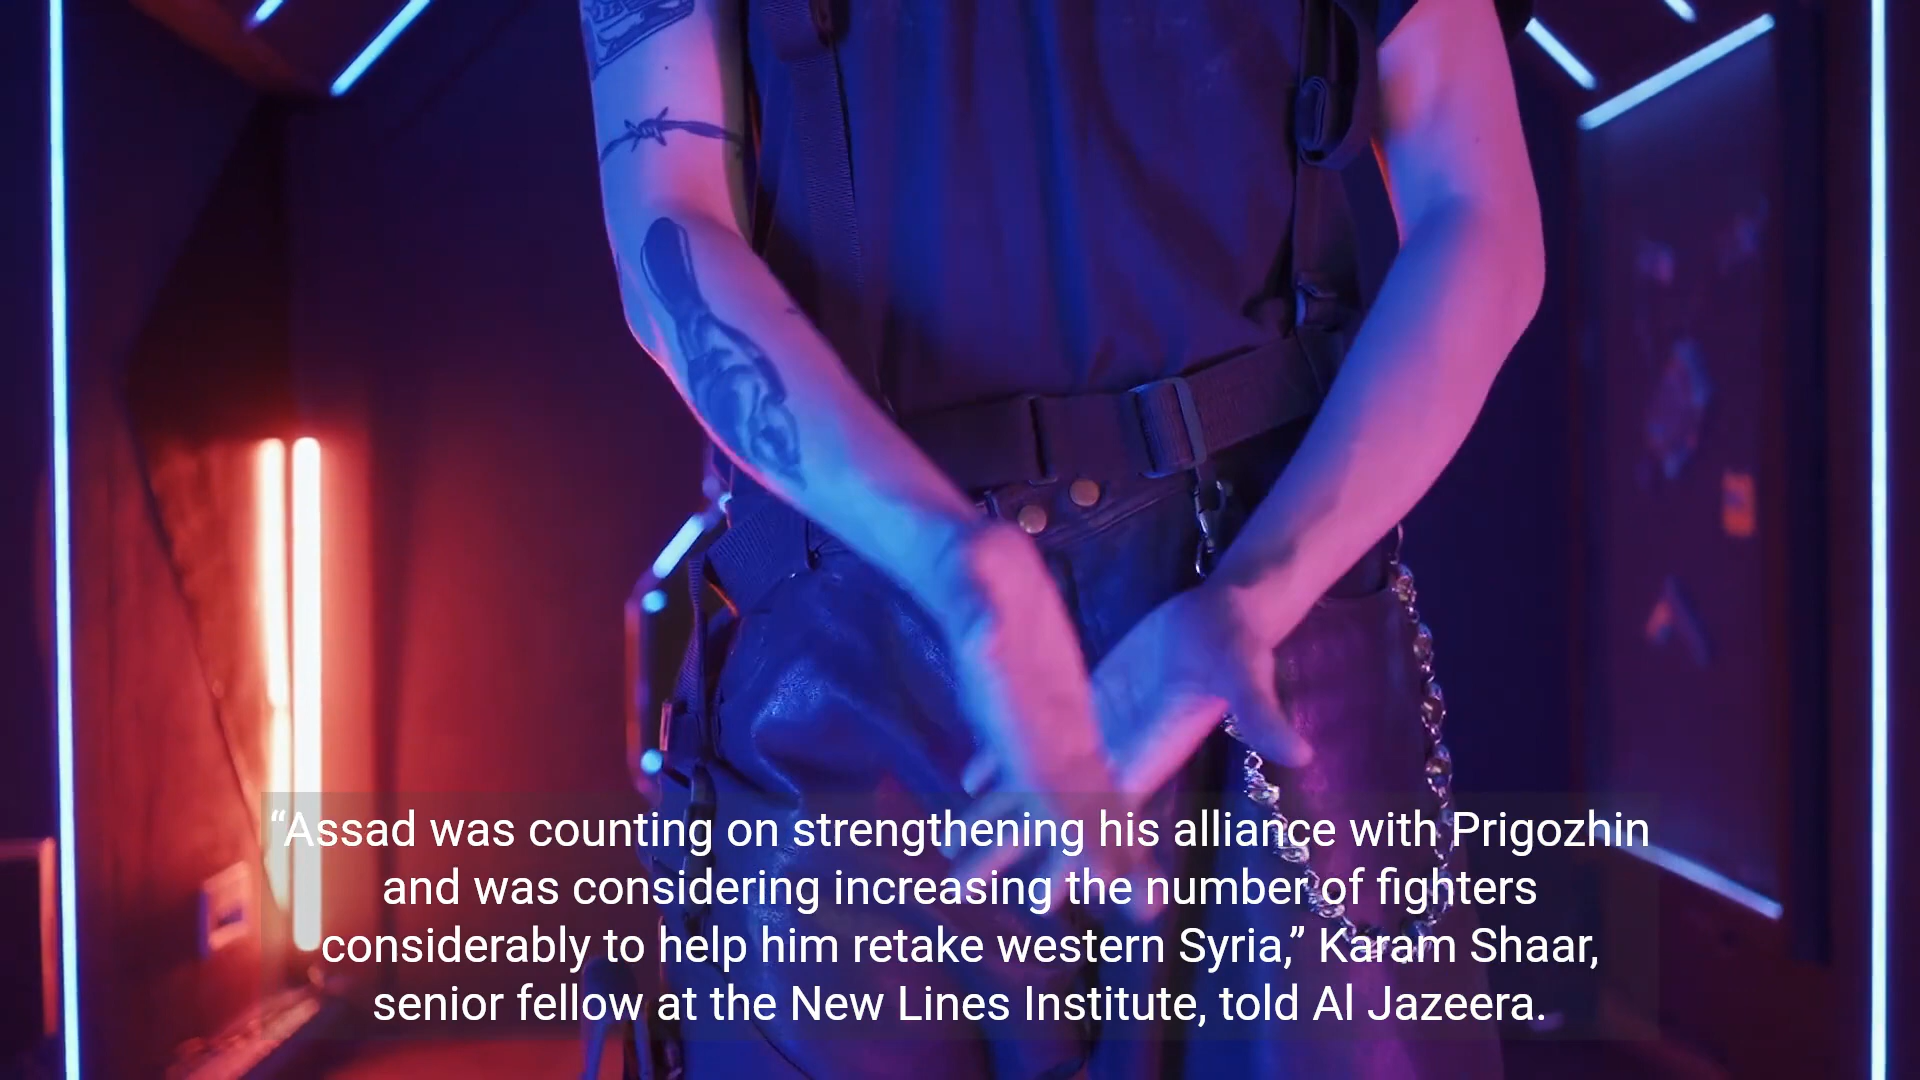 “Assad was counting on strengthening his alliance with Prigozhin
and was considering increasing the number of fighters
considerably to help him retake western Syria,” Karam Shaar,
senior fellow at the New Lines Institute, told Al Jazeera.